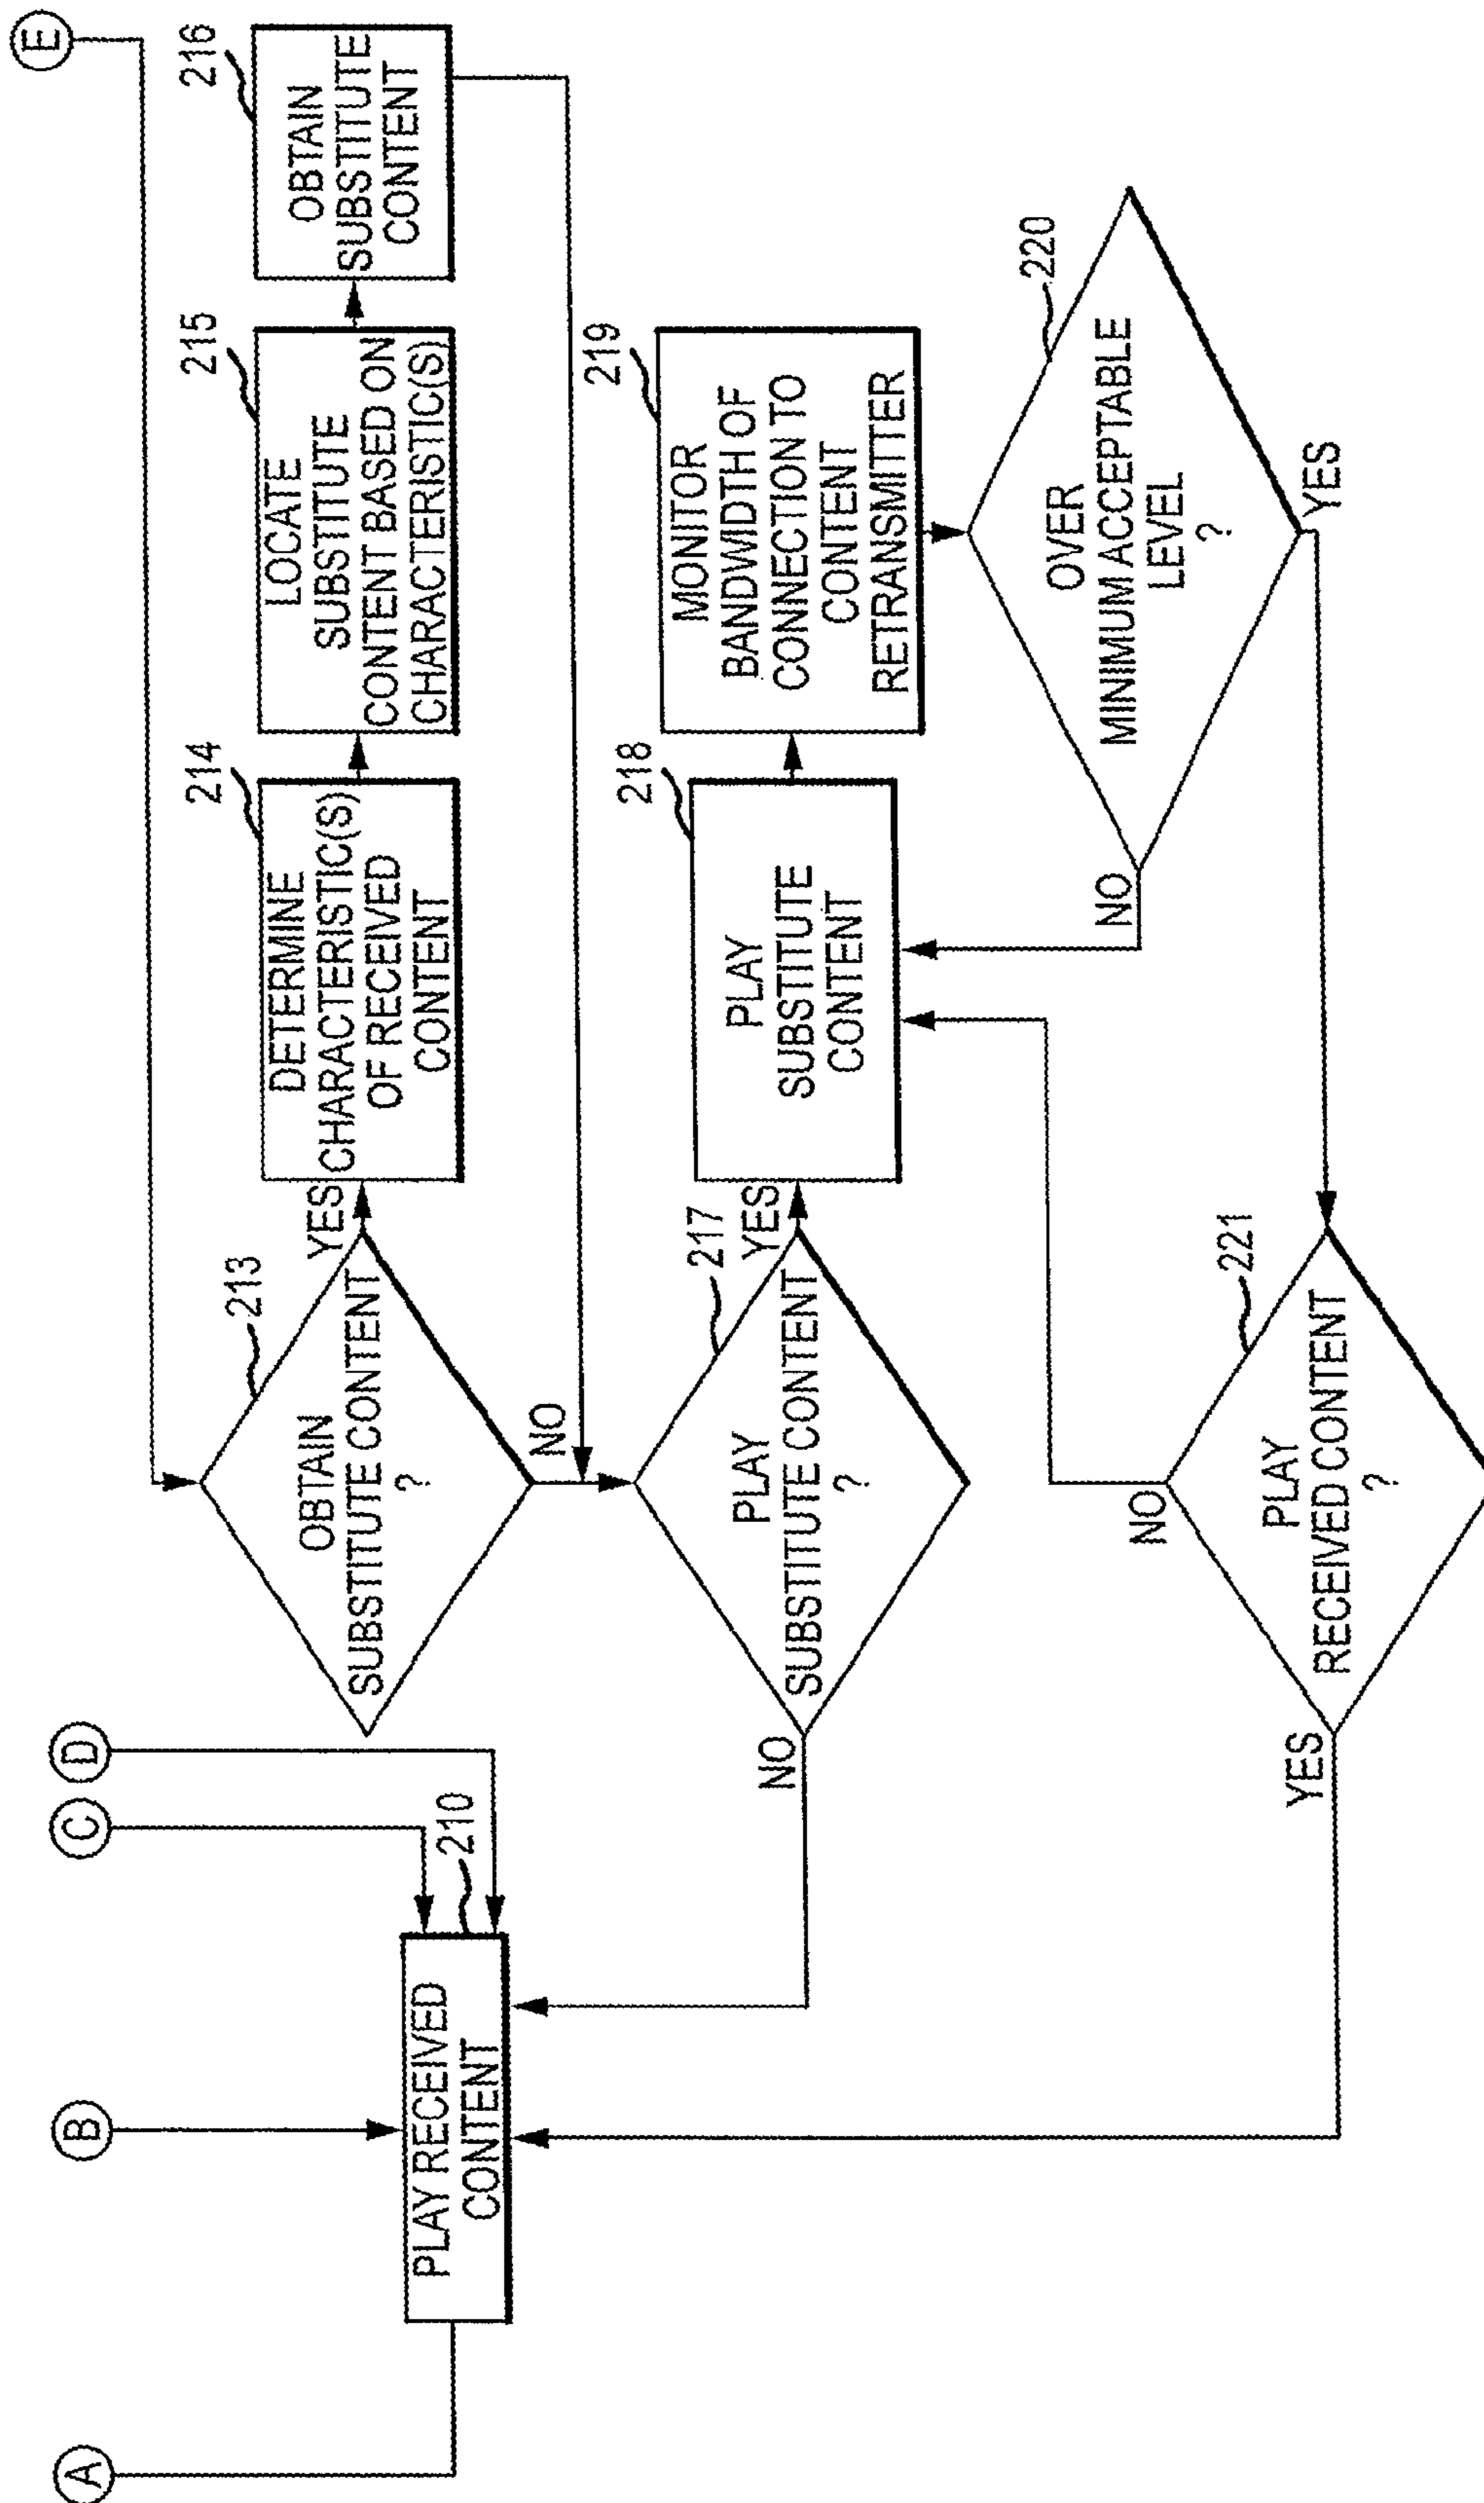 A
B
C
D
E
210
PLAY RECEIVED
CONTENT
213
OBTAIN
SUBSTITUTE CONTENT
?
YES
NO
214
DETERMINE
CHARACTERISTIC(S)
OF RECEIVED
CONTENT
215
LOCATE
SUBSTITUTE
CONTENT BASED ON
CHARACTERISTIC(S)
216
OBTAIN
SUBSTITUTE
CONTENT
217
PLAY
SUBSTITUTE CONTENT
?
NO
YES
218
PLAY
SUBSTITUTE
CONTENT
219
MONITOR
BANDWIDTH OF
CONNECTION TO
CONTENT
RETRANSMITTER
220
OVER
MINIMUM ACCEPTABLE
LEVEL
?
NO
YES
221
PLAY
RECEIVED CONTENT
?
YES
NO